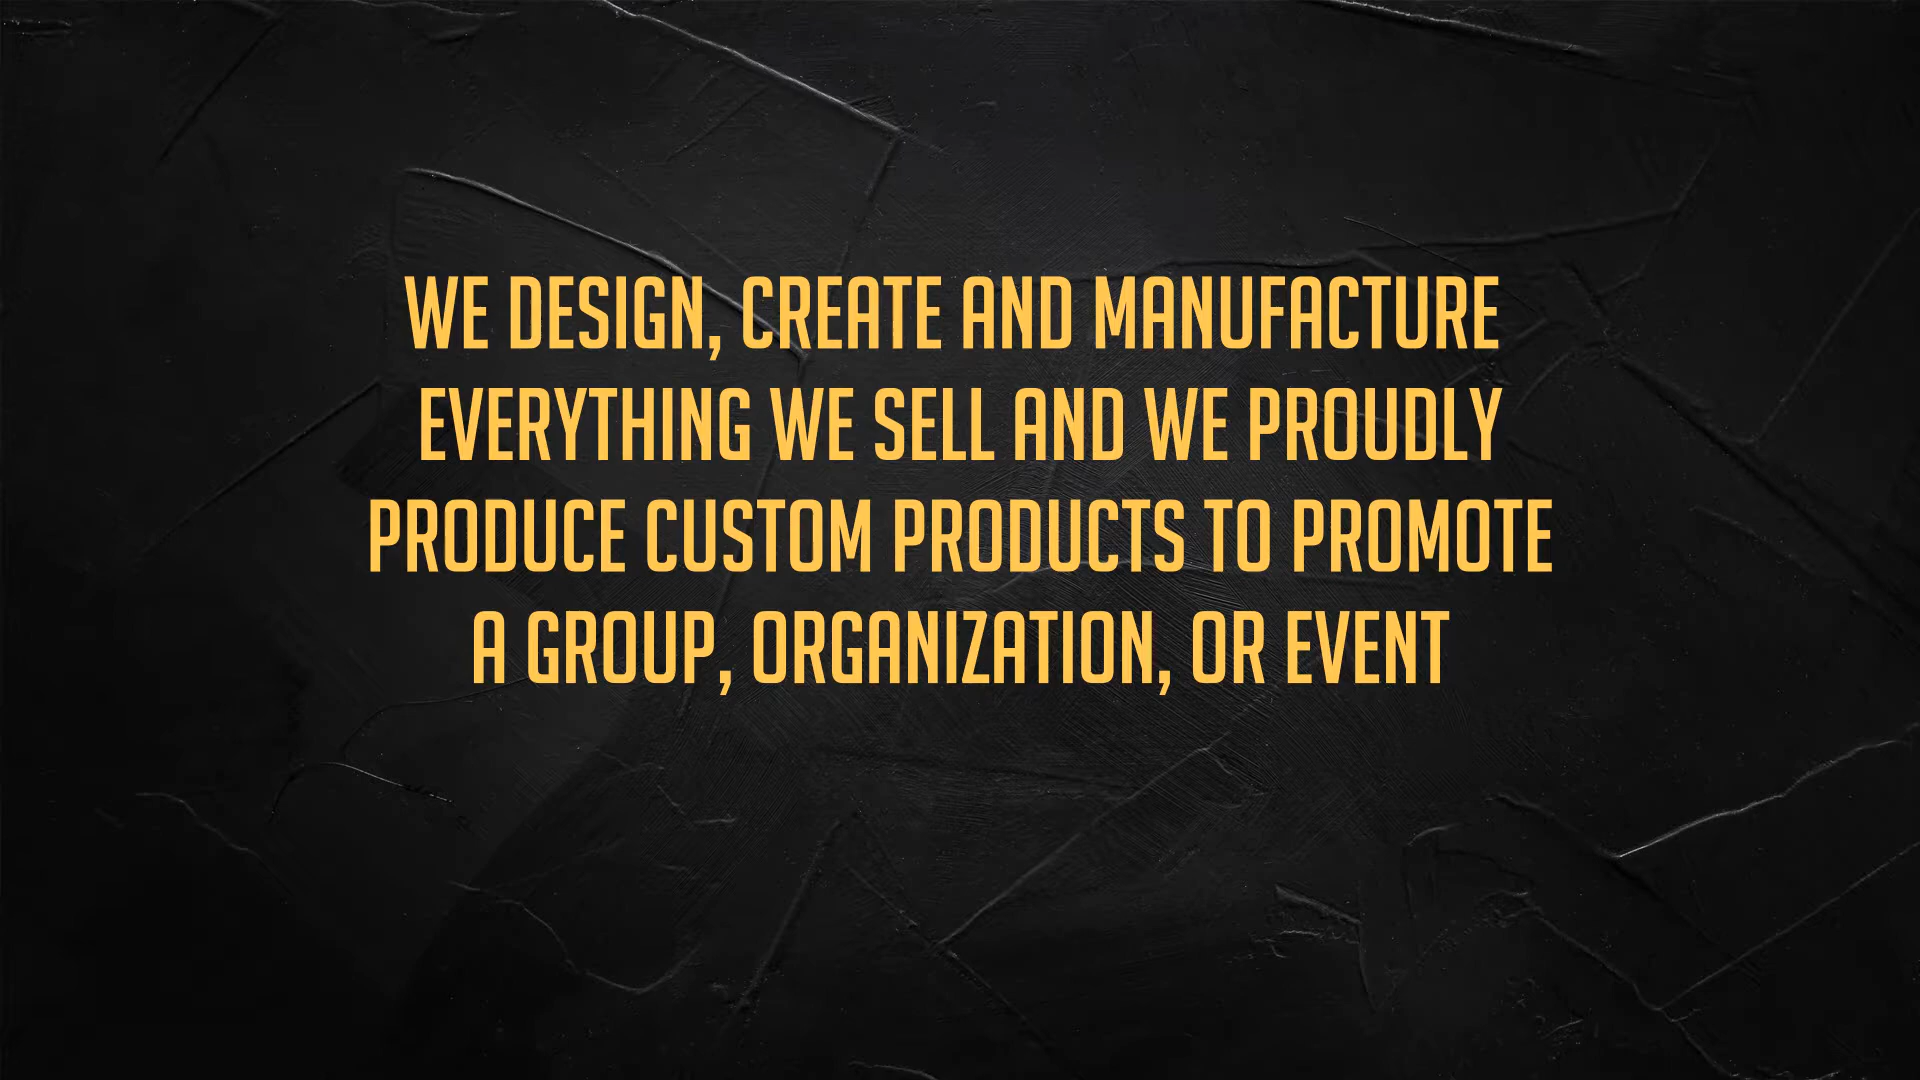 WE DESIGN, CREATE AND MANUFACTURE
EVERYTHING WE SELL AND WE PROUDLY
PRODUCE CUSTOM PRODUCTS TO PROMOTE
A GROUP, ORGANIZATION, OR EVENT